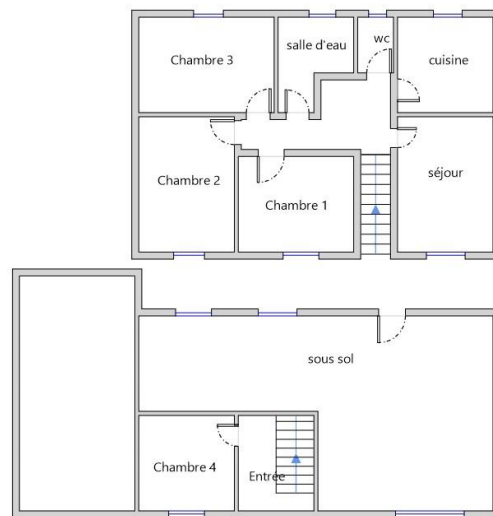 Chambre 3
salle d'eau
wc
cuisine
Chambre 2
Chambre 1
séjour
sous sol
Chambre 4
Entrée